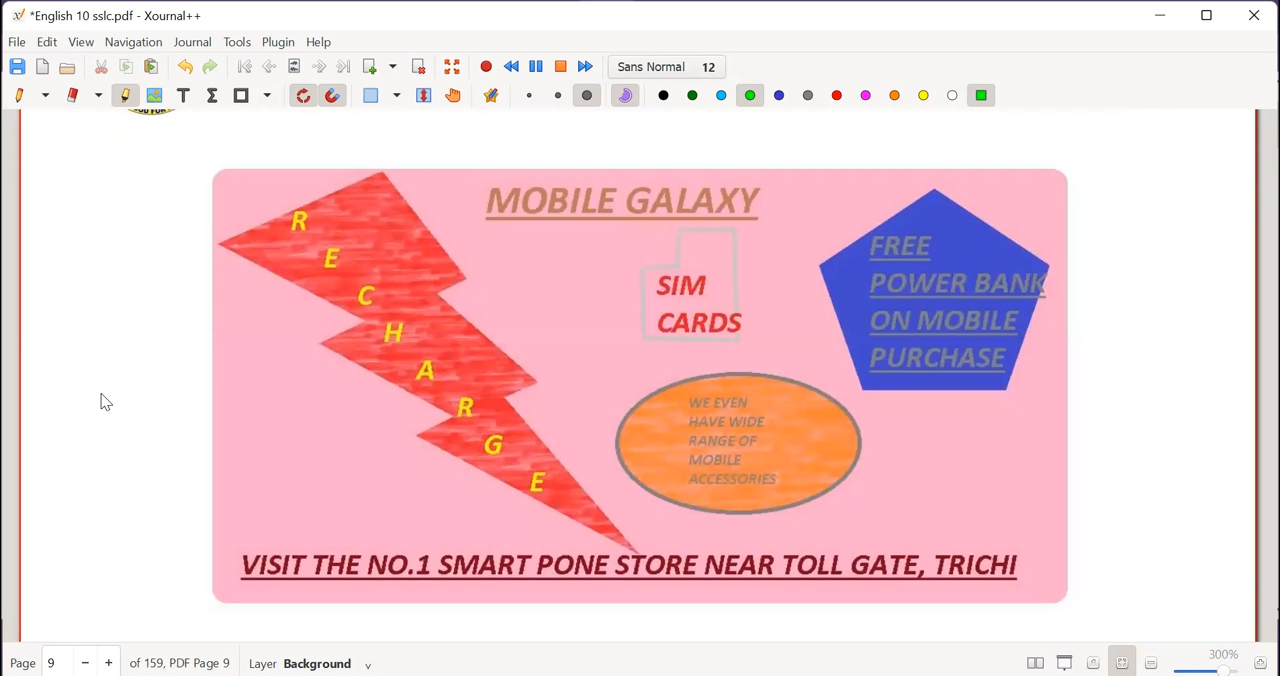 *English 10 sslc.pdf - Xournal++
File Edit View Navigation Journal Tools Plugin Help
Sans Normal 12
MOBILE GALAXY
RECHARGE
SIM
CARDS
FREE
POWER BANK
ON MOBILE
PURCHASE
WE EVEN
HAVE WIDE
RANGE OF
MOBILE
ACCESSORIES
VISIT THE NO.1 SMART PONE STORE NEAR TOLL GATE, TRICHI
Page 9 of 159, PDF Page 9 Layer Background 300%